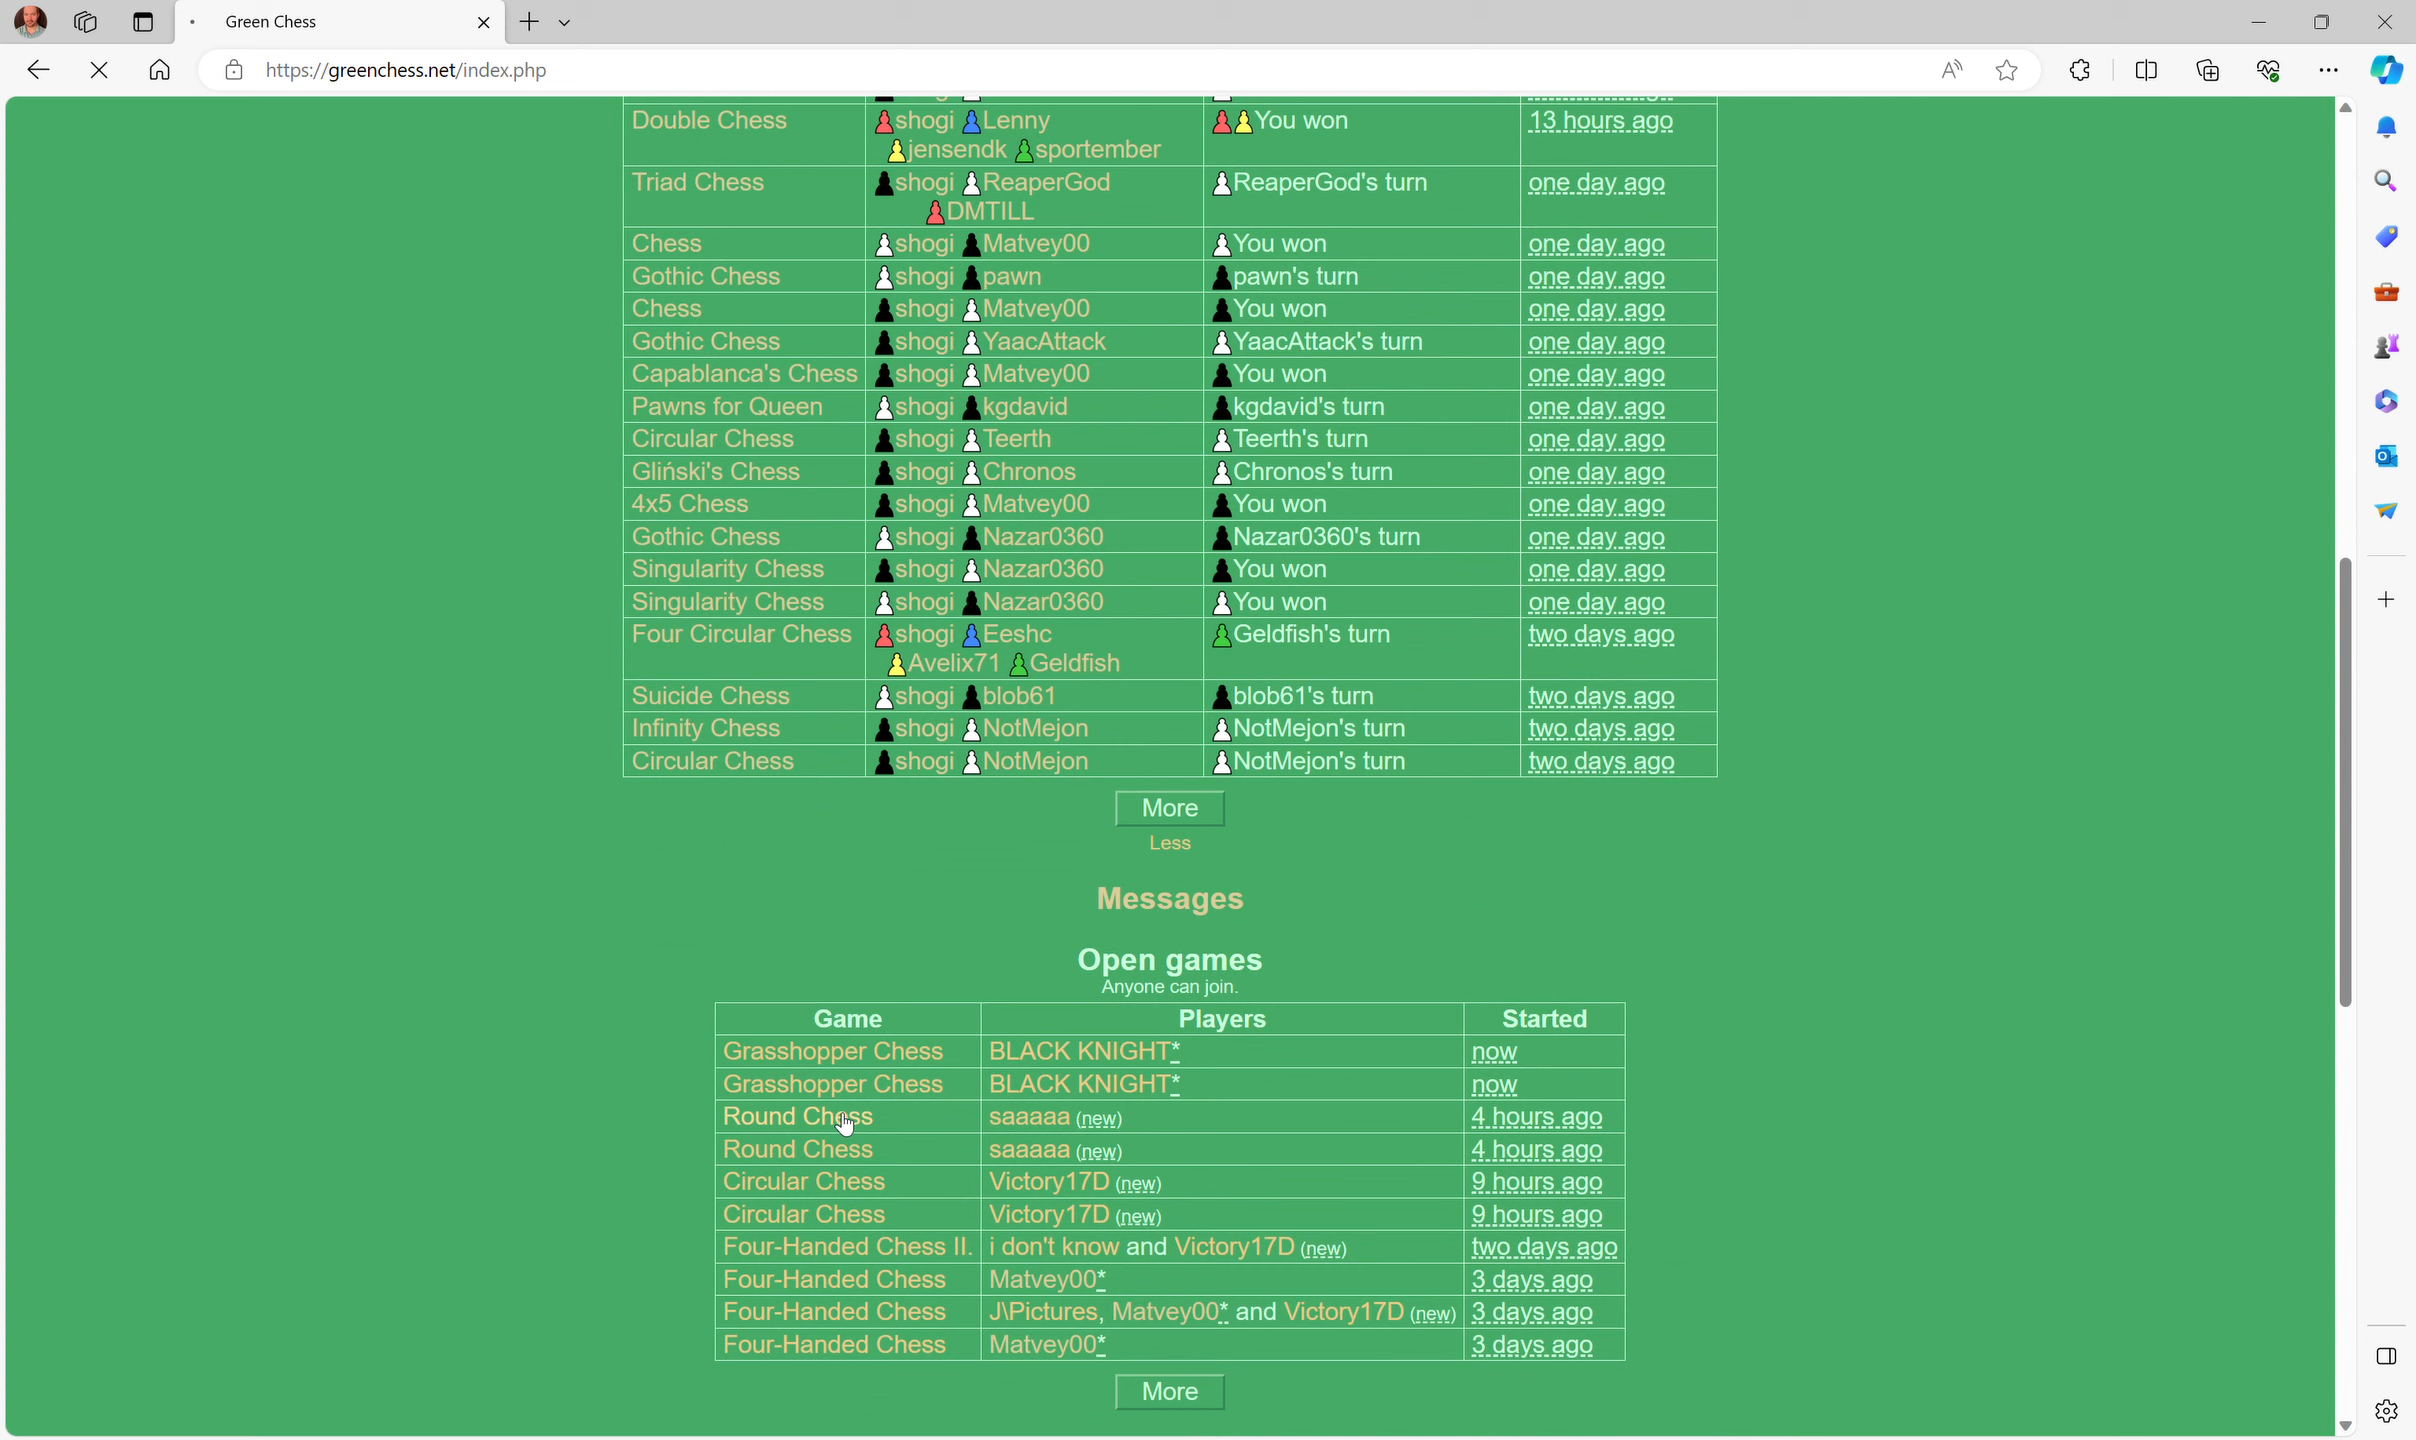 Green Chess
https://greenchess.net/index.php
Double Chess shogi Lenny You won 13 hours ago
jensendk sportember
Triad Chess shogi ReaperGod ReaperGod's turn one day ago
DMTILL
Chess shogi Matvey00 You won one day ago
Gothic Chess shogi pawn pawn's turn one day ago
Chess shogi Matvey00 You won one day ago
Gothic Chess shogi YaacAttack YaacAttack's turn one day ago
Capablanca's Chess shogi Matvey00 You won one day ago
Pawns for Queen shogi kgdavid kgdavid's turn one day ago
Circular Chess shogi Teerth Teerth's turn one day ago
Gliński's Chess shogi Chronos Chronos's turn one day ago
4x5 Chess shogi Matvey00 You won one day ago
Gothic Chess shogi Nazar0360 Nazar0360's turn one day ago
Singularity Chess shogi Nazar0360 You won one day ago
Singularity Chess shogi Nazar0360 You won one day ago
Four Circular Chess shogi Eeshc Geldfish's turn two days ago
Avelix71 Geldfish
Suicide Chess shogi blob61 blob61's turn two days ago
Infinity Chess shogi NotMejon NotMejon's turn two days ago
Circular Chess shogi NotMejon NotMejon's turn two days ago
More
Less
Messages
Open games
Anyone can join.
Game Players Started
Grasshopper Chess BLACK KNIGHT* now
Grasshopper Chess BLACK KNIGHT* now
Round Chess saaaaa (new) 4 hours ago
Round Chess saaaaa (new) 4 hours ago
Circular Chess Victory17D (new) 9 hours ago
Circular Chess Victory17D (new) 9 hours ago
Four-Handed Chess II. i don't know and Victory17D (new) two days ago
Four-Handed Chess Matvey00* 3 days ago
Four-Handed Chess J\Pictures, Matvey00* and Victory17D (new) 3 days ago
Four-Handed Chess Matvey00* 3 days ago
More